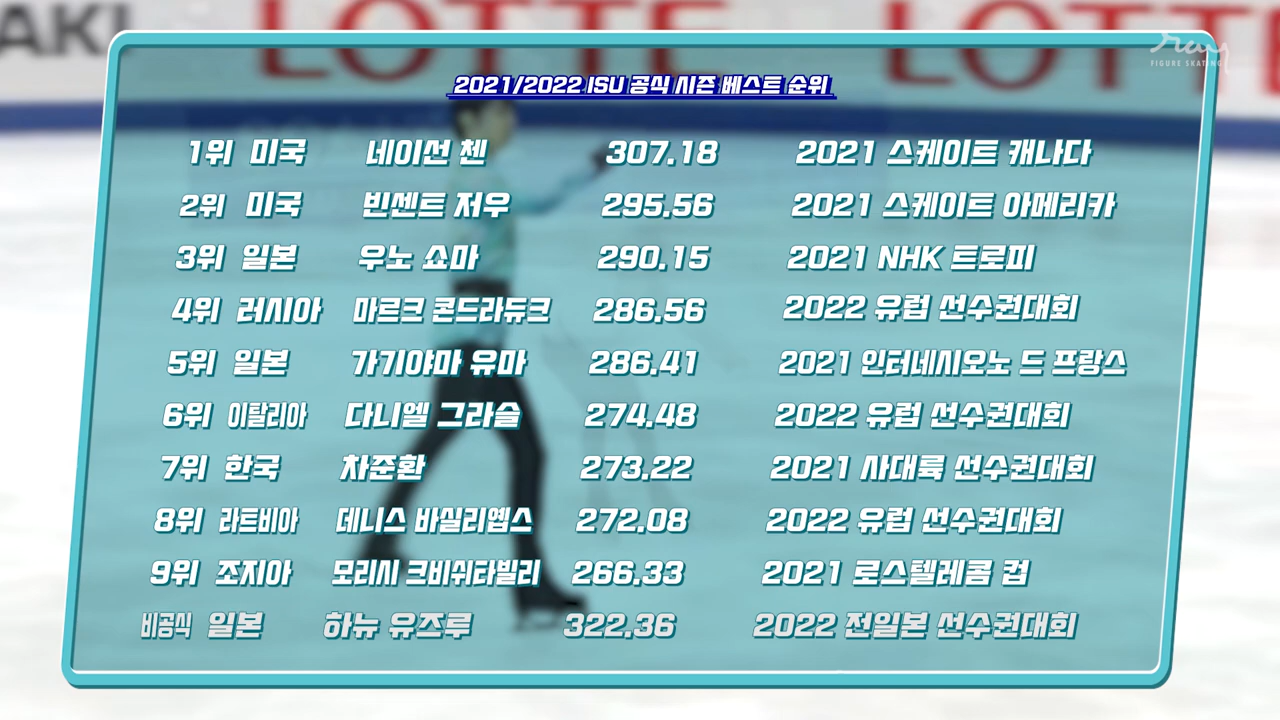 AKI LOTTE LOTTE
ray
FIGURE SKATING
2021/2022 ISU 공식 시즌 베스트 순위
1위 미국 네이선 첸 307.18 2021 스케이트 캐나다
2위 미국 빈센트 저우 295.56 2021 스케이트 아메리카
3위 일본 우노 쇼마 290.15 2021 NHK 트로피
4위 러시아 마르크 콘드라듀크 286.56 2022 유럽 선수권대회
5위 일본 가기야마 유마 286.41 2021 인터네시오노 드 프랑스
6위 이탈리아 다니엘 그라슬 274.48 2022 유럽 선수권대회
7위 한국 차준환 273.22 2021 사대륙 선수권대회
8위 라트비아 데니스 바실리옙스 272.08 2022 유럽 선수권대회
9위 조지아 모리시 크비쉬타빌리 266.33 2021 로스텔레콤 컵
비공식 일본 하뉴 유즈루 322.36 2022 전일본 선수권대회